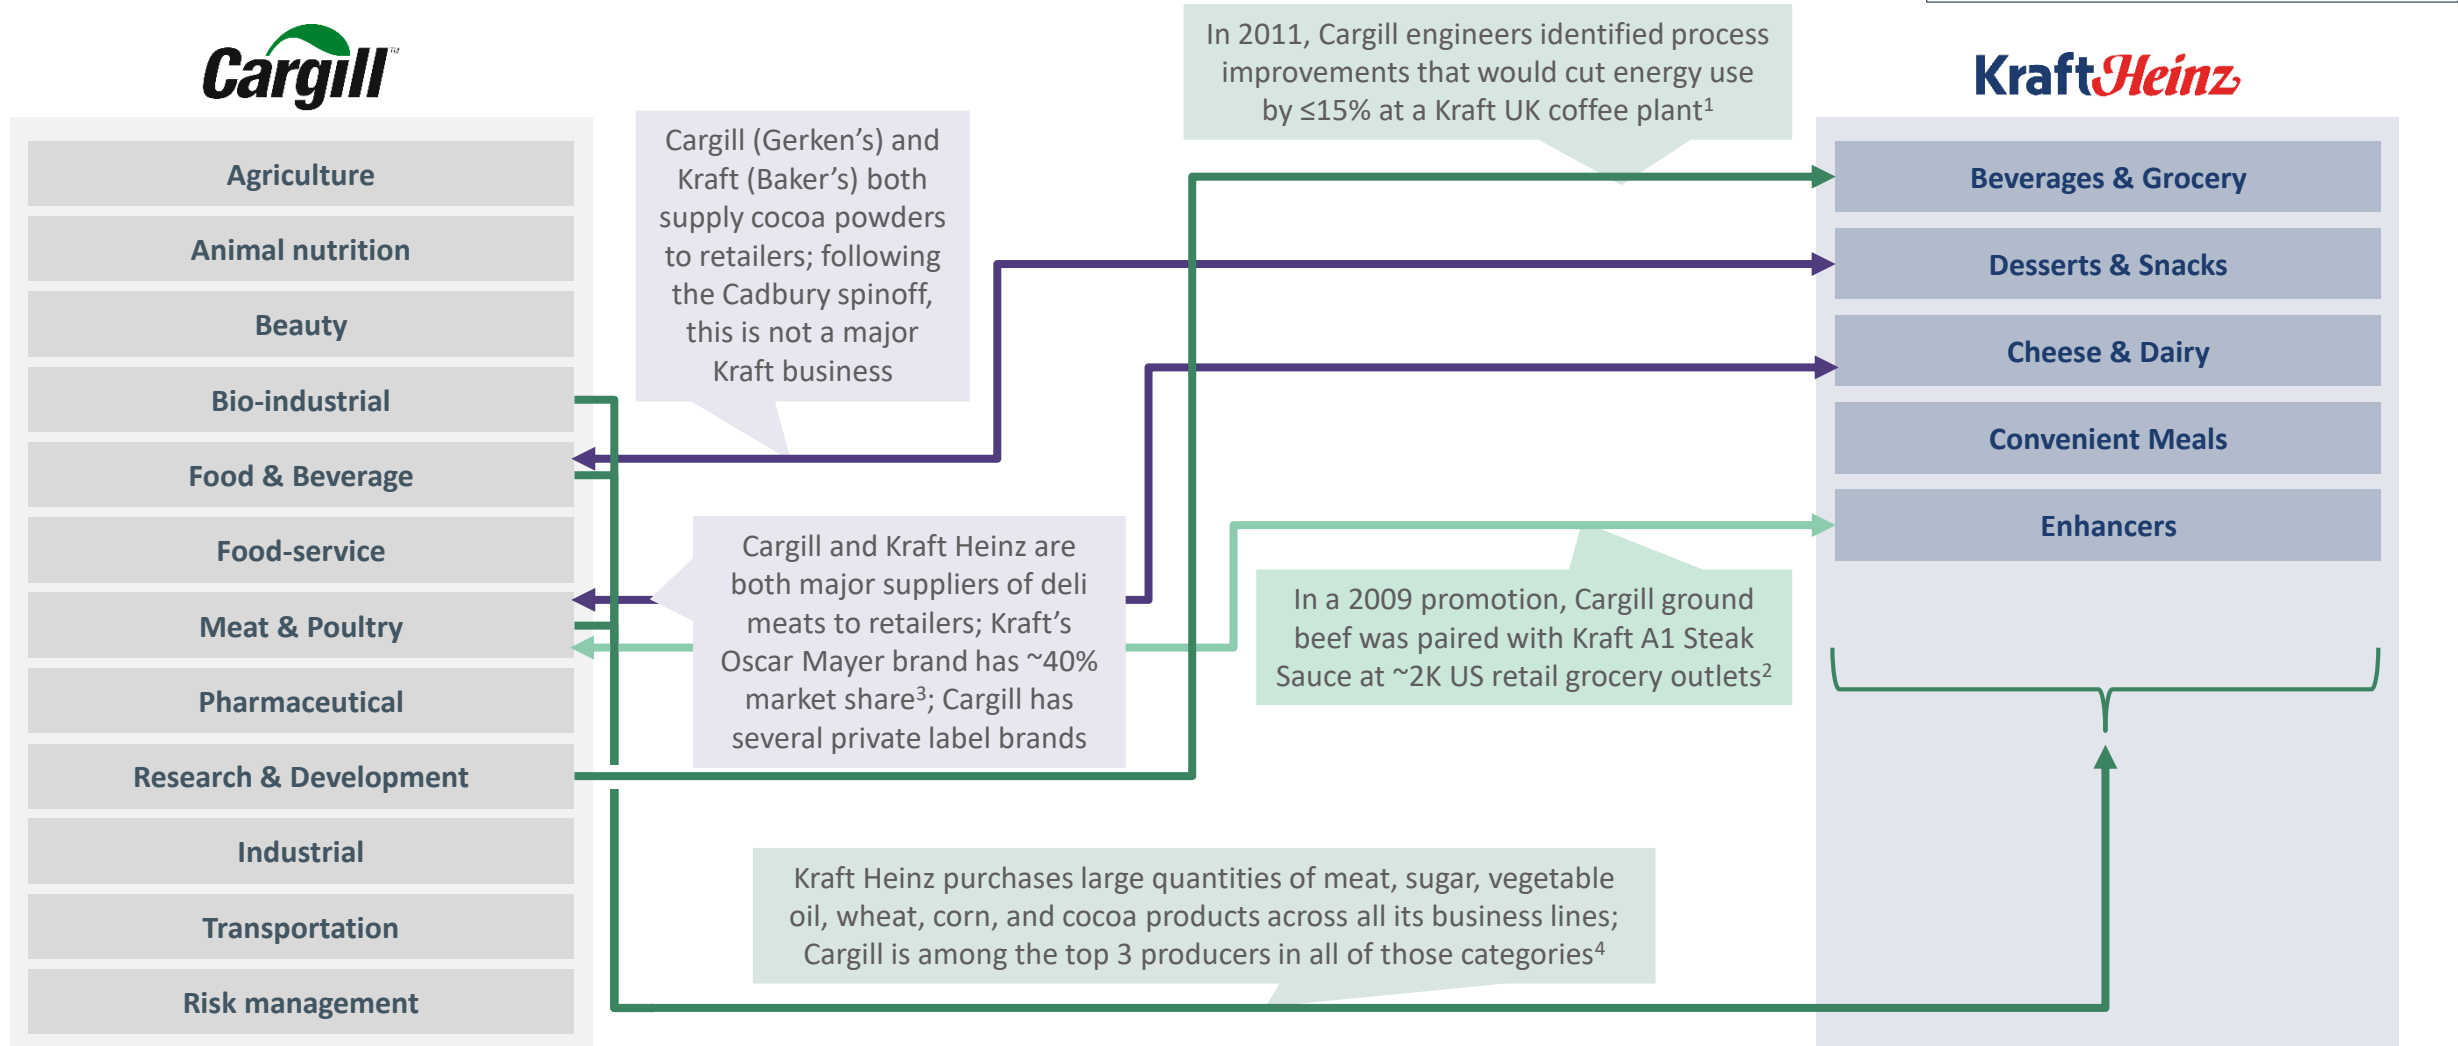 Cargill™
Agriculture
Animal nutrition
Beauty
Bio-industrial
Food & Beverage
Food-service
Meat & Poultry
Pharmaceutical
Research & Development
Industrial
Transportation
Risk management
Cargill (Gerken’s) and
Kraft (Baker’s) both
supply cocoa powders
to retailers; following
the Cadbury spinoff,
this is not a major
Kraft business
Cargill and Kraft Heinz are
both major suppliers of deli
meats to retailers; Kraft’s
Oscar Mayer brand has ~40%
market share³; Cargill has
several private label brands
In 2011, Cargill engineers identified process
improvements that would cut energy use
by ≤15% at a Kraft UK coffee plant¹
In a 2009 promotion, Cargill ground
beef was paired with Kraft A1 Steak
Sauce at ~2K US retail grocery outlets²
Kraft Heinz purchases large quantities of meat, sugar, vegetable
oil, wheat, corn, and cocoa products across all its business lines;
Cargill is among the top 3 producers in all of those categories⁴
KraftHeinz
Beverages & Grocery
Desserts & Snacks
Cheese & Dairy
Convenient Meals
Enhancers